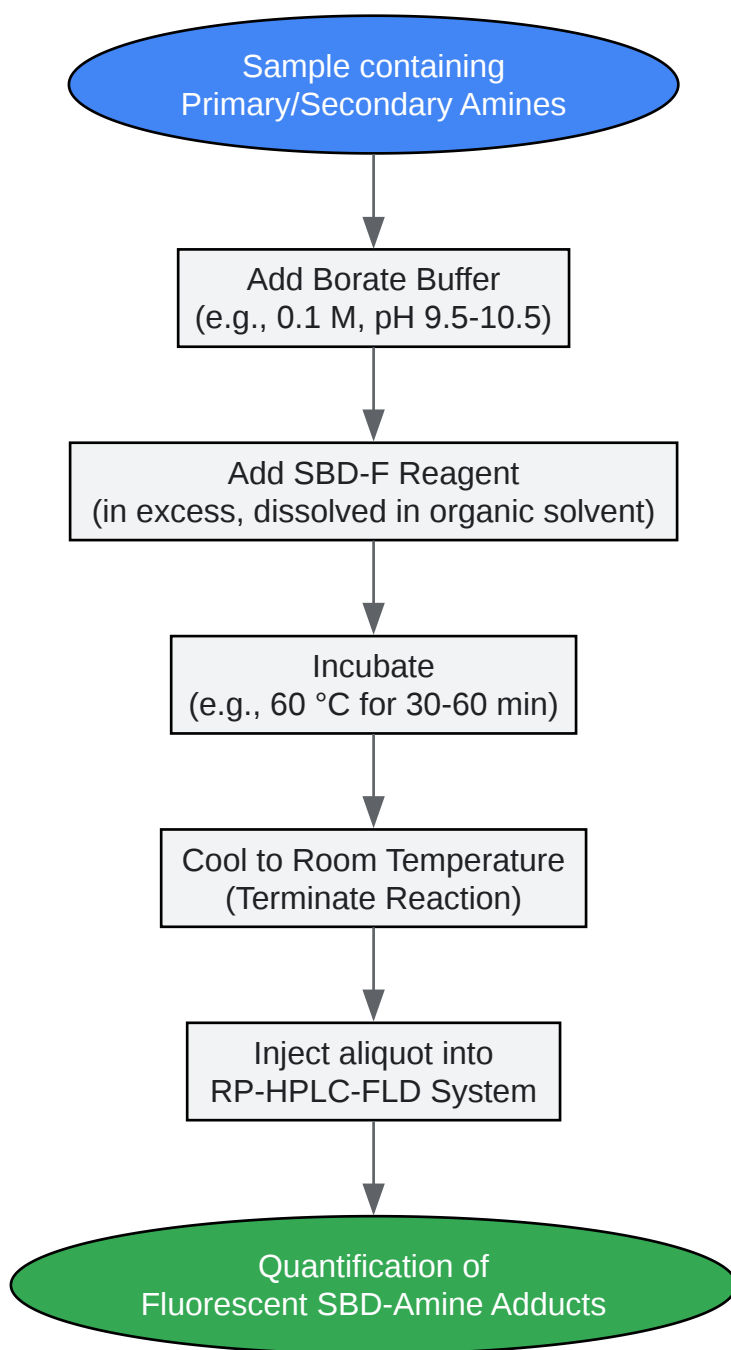 Sample containing
Primary/Secondary Amines
Add Borate Buffer
(e.g., 0.1 M, pH 9.5-10.5)
Add SBD-F Reagent
(in excess, dissolved in organic solvent)
Incubate
(e.g., 60 °C for 30-60 min)
Cool to Room Temperature
(Terminate Reaction)
Inject aliquot into
RP-HPLC-FLD System
Quantification of
Fluorescent SBD-Amine Adducts